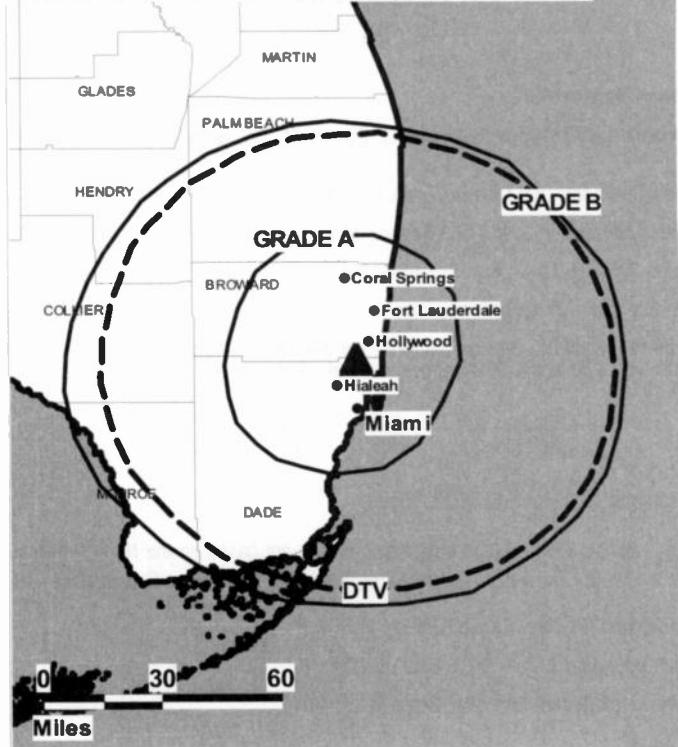 MARTIN
GLADES
PALM BEACH
HENDRY
GRADE B
GRADE A
Coral Springs
BROWARD
COLLIER
Fort Lauderdale
Hollywood
Hialeah
Miami
MONROE
DADE
DTV
0 30 60
Miles